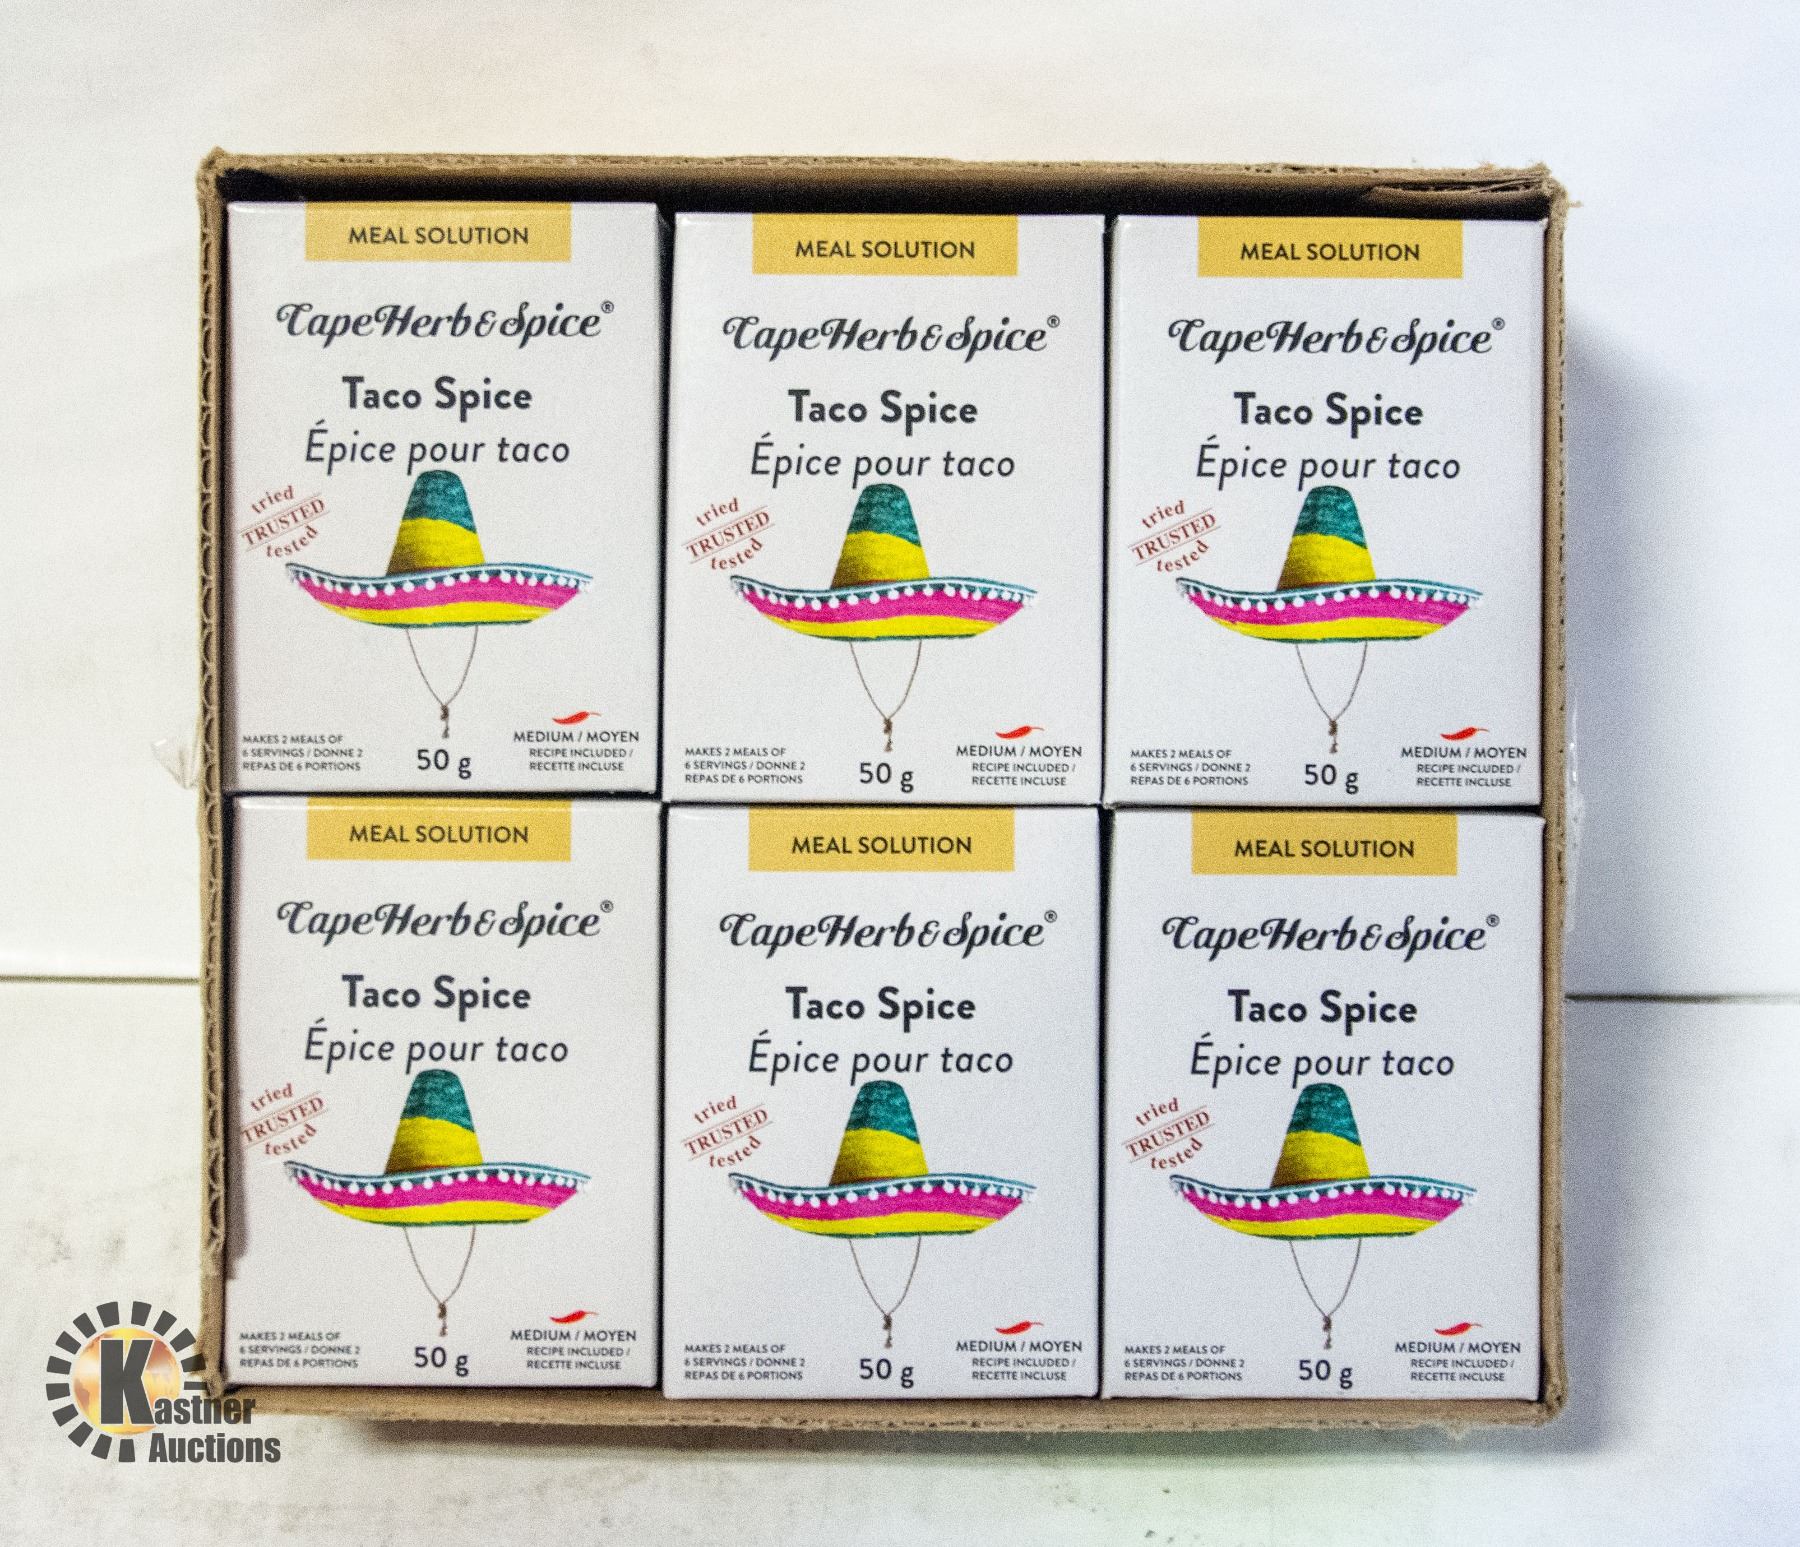 MEAL SOLUTION
CapeHerb&Spice®
Taco Spice
Épice pour taco
tried
TRUSTED
tested
MAKES 2 MEALS OF
6 SERVINGS / DONNE 2
REPAS DE 6 PORTIONS
50 g
MEDIUM / MOYEN
RECIPE INCLUDED /
RECETTE INCLUSE
MEAL SOLUTION
CapeHerb&Spice®
Taco Spice
Épice pour taco
tried
TRUSTED
tested
MAKES 2 MEALS OF
6 SERVINGS / DONNE 2
REPAS DE 6 PORTIONS
50 g
MEDIUM / MOYEN
RECIPE INCLUDED /
RECETTE INCLUSE
MEAL SOLUTION
CapeHerb&Spice®
Taco Spice
Épice pour taco
tried
TRUSTED
tested
MAKES 2 MEALS OF
6 SERVINGS / DONNE 2
REPAS DE 6 PORTIONS
50 g
MEDIUM / MOYEN
RECIPE INCLUDED /
RECETTE INCLUSE
MEAL SOLUTION
CapeHerb&Spice®
Taco Spice
Épice pour taco
tried
TRUSTED
tested
MAKES 2 MEALS OF
6 SERVINGS / DONNE 2
REPAS DE 6 PORTIONS
50 g
MEDIUM / MOYEN
RECIPE INCLUDED /
RECETTE INCLUSE
MEAL SOLUTION
CapeHerb&Spice®
Taco Spice
Épice pour taco
tried
TRUSTED
tested
MAKES 2 MEALS OF
6 SERVINGS / DONNE 2
REPAS DE 6 PORTIONS
50 g
MEDIUM / MOYEN
RECIPE INCLUDED /
RECETTE INCLUSE
MEAL SOLUTION
CapeHerb&Spice®
Taco Spice
Épice pour taco
tried
TRUSTED
tested
MAKES 2 MEALS OF
6 SERVINGS / DONNE 2
REPAS DE 6 PORTIONS
50 g
MEDIUM / MOYEN
RECIPE INCLUDED /
RECETTE INCLUSE
Kastner
Auctions